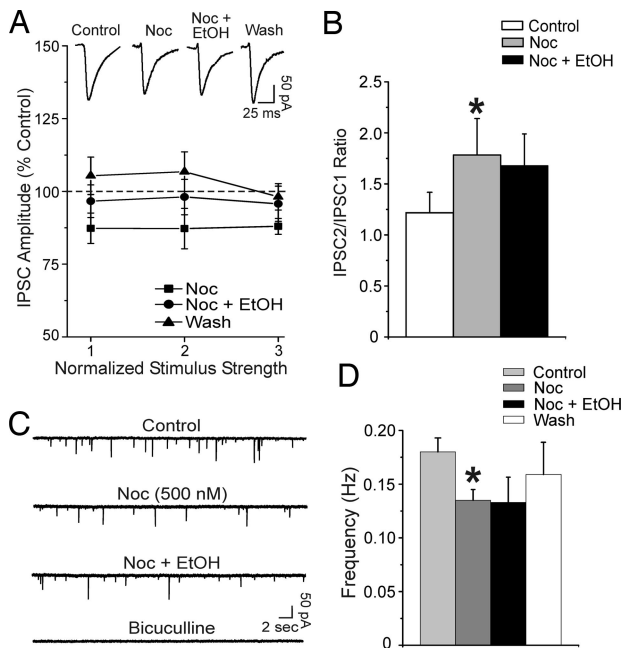 A
Control
Noc
Noc +
EtOH
Wash
50 pA
25 ms
IPSC Amplitude (% Control)
150
125
100
75
50
Noc
Noc + EtOH
Wash
1
2
3
Normalized Stimulus Strength
B
Control
Noc
Noc + EtOH
IPSC2/IPSC1 Ratio
2.5
2.0
*
1.5
1.0
0.5
0
C
Control
Noc (500 nM)
Noc + EtOH
50 pA
2 sec
Bicuculline
D
Control
Noc
Noc + EtOH
Wash
Frequency (Hz)
0.20
0.15
*
0.10
0.05
0